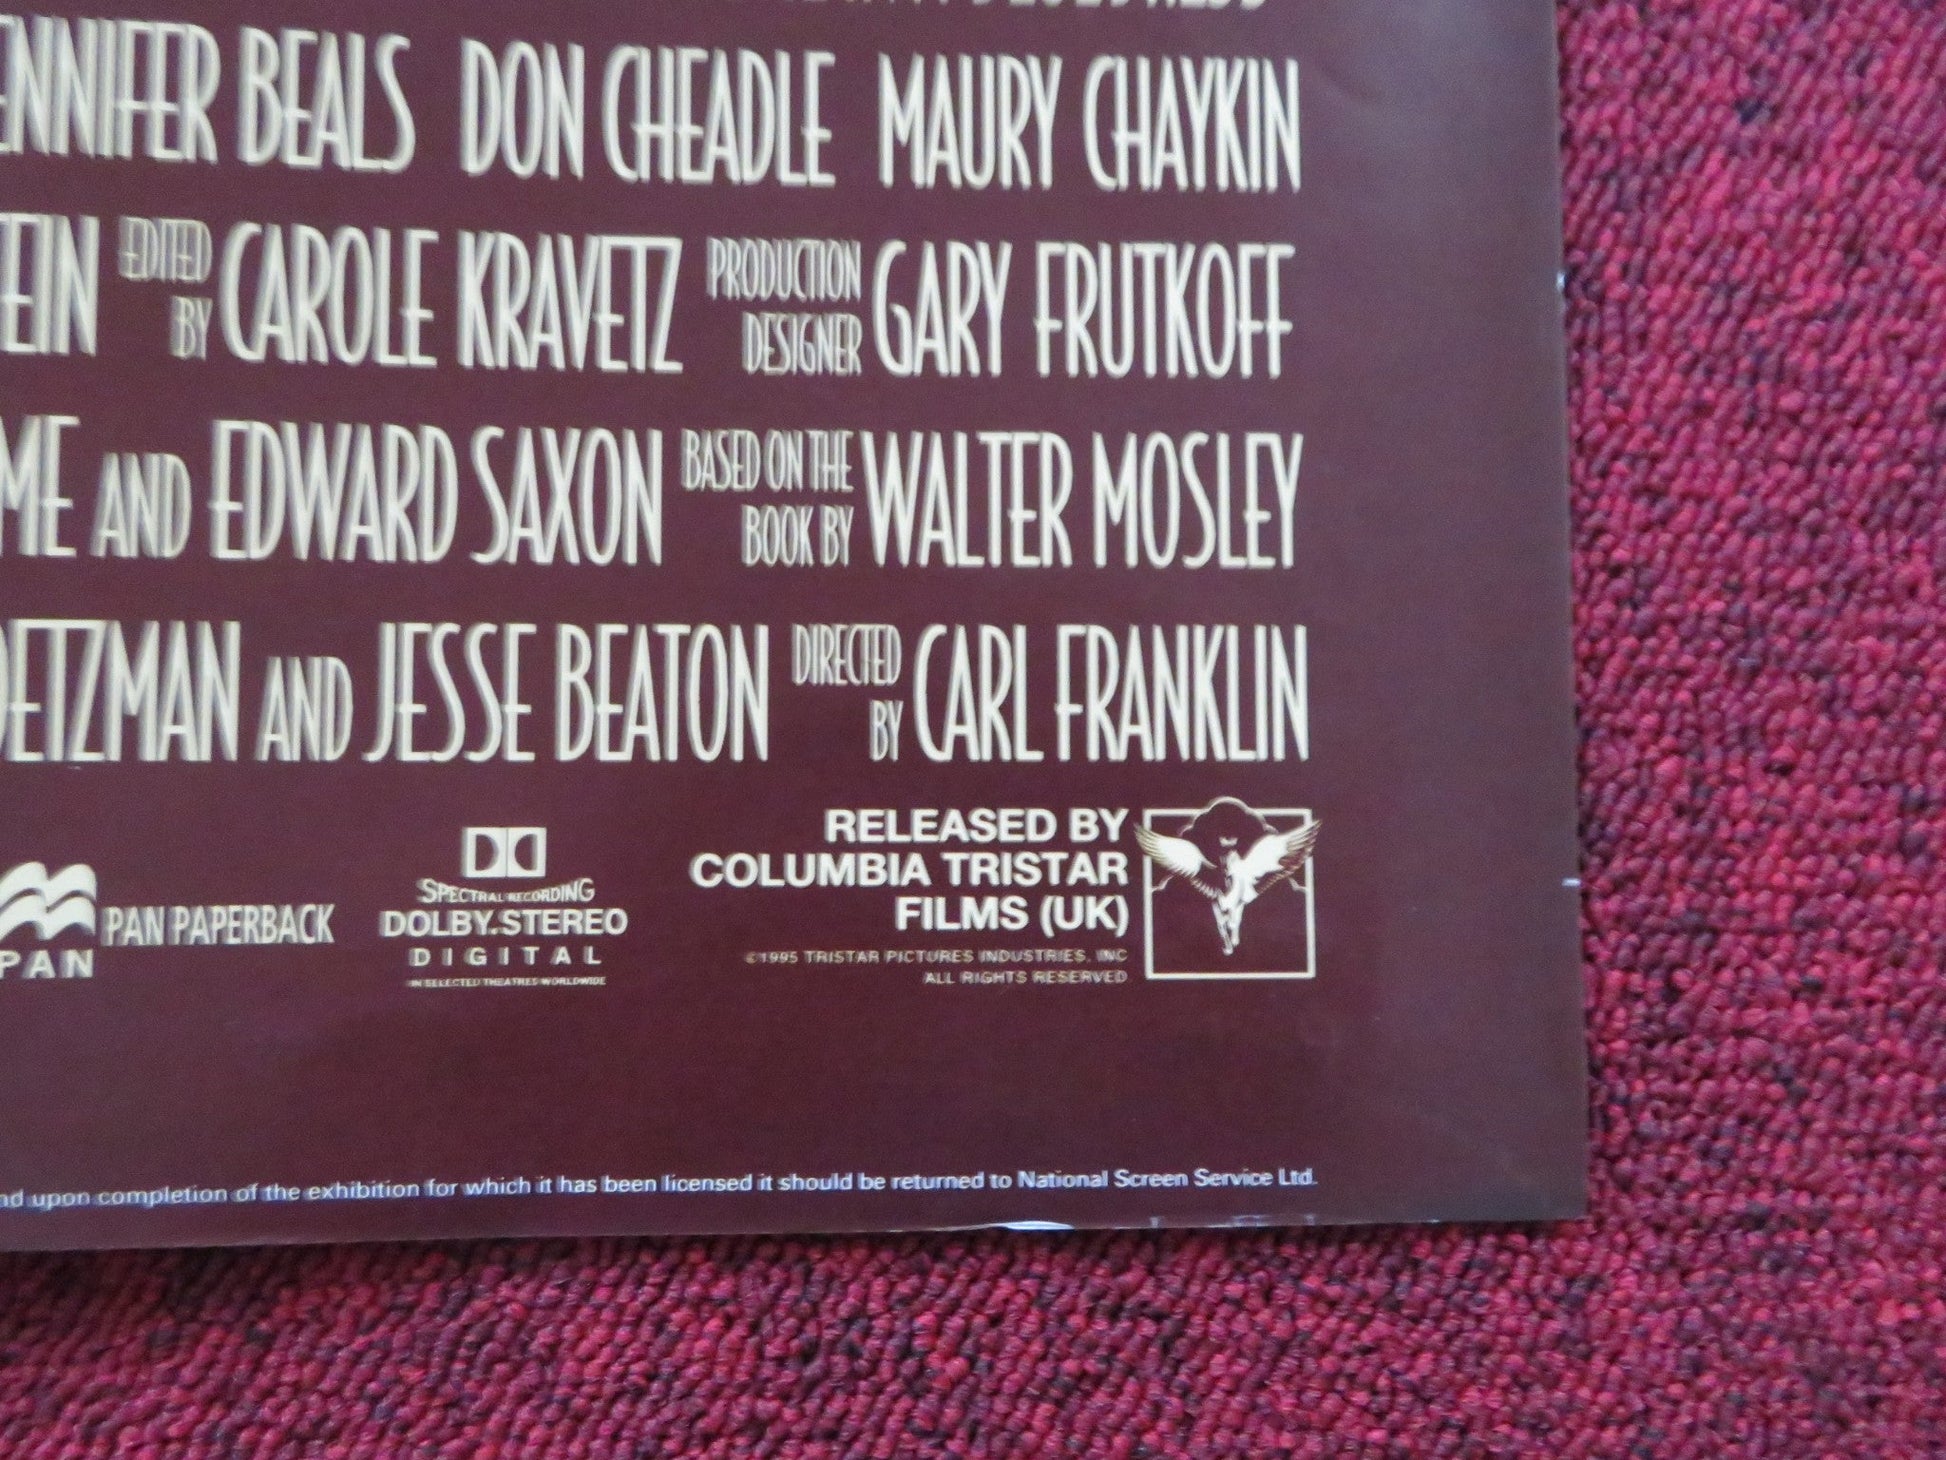 ENNIFER BEALS DON CHEADLE MAURY CHAYKIN
TEIN EDITED BY CAROLE KRAVETZ PRODUCTION DESIGNER GARY FRUTKOFF
ME AND EDWARD SAXON BASED ON THE BOOK BY WALTER MOSLEY
OETZMAN AND JESSE BEATON DIRECTED BY CARL FRANKLIN
PAN
PAN PAPERBACK
SPECTRAL RECORDING
DOLBY STEREO
DIGITAL
IN SELECTED THEATRES WORLDWIDE
RELEASED BY
COLUMBIA TRISTAR
FILMS (UK)
©1995 TRISTAR PICTURES INDUSTRIES, INC
ALL RIGHTS RESERVED
nd upon completion of the exhibition for which it has been licensed it should be returned to National Screen Service Ltd.